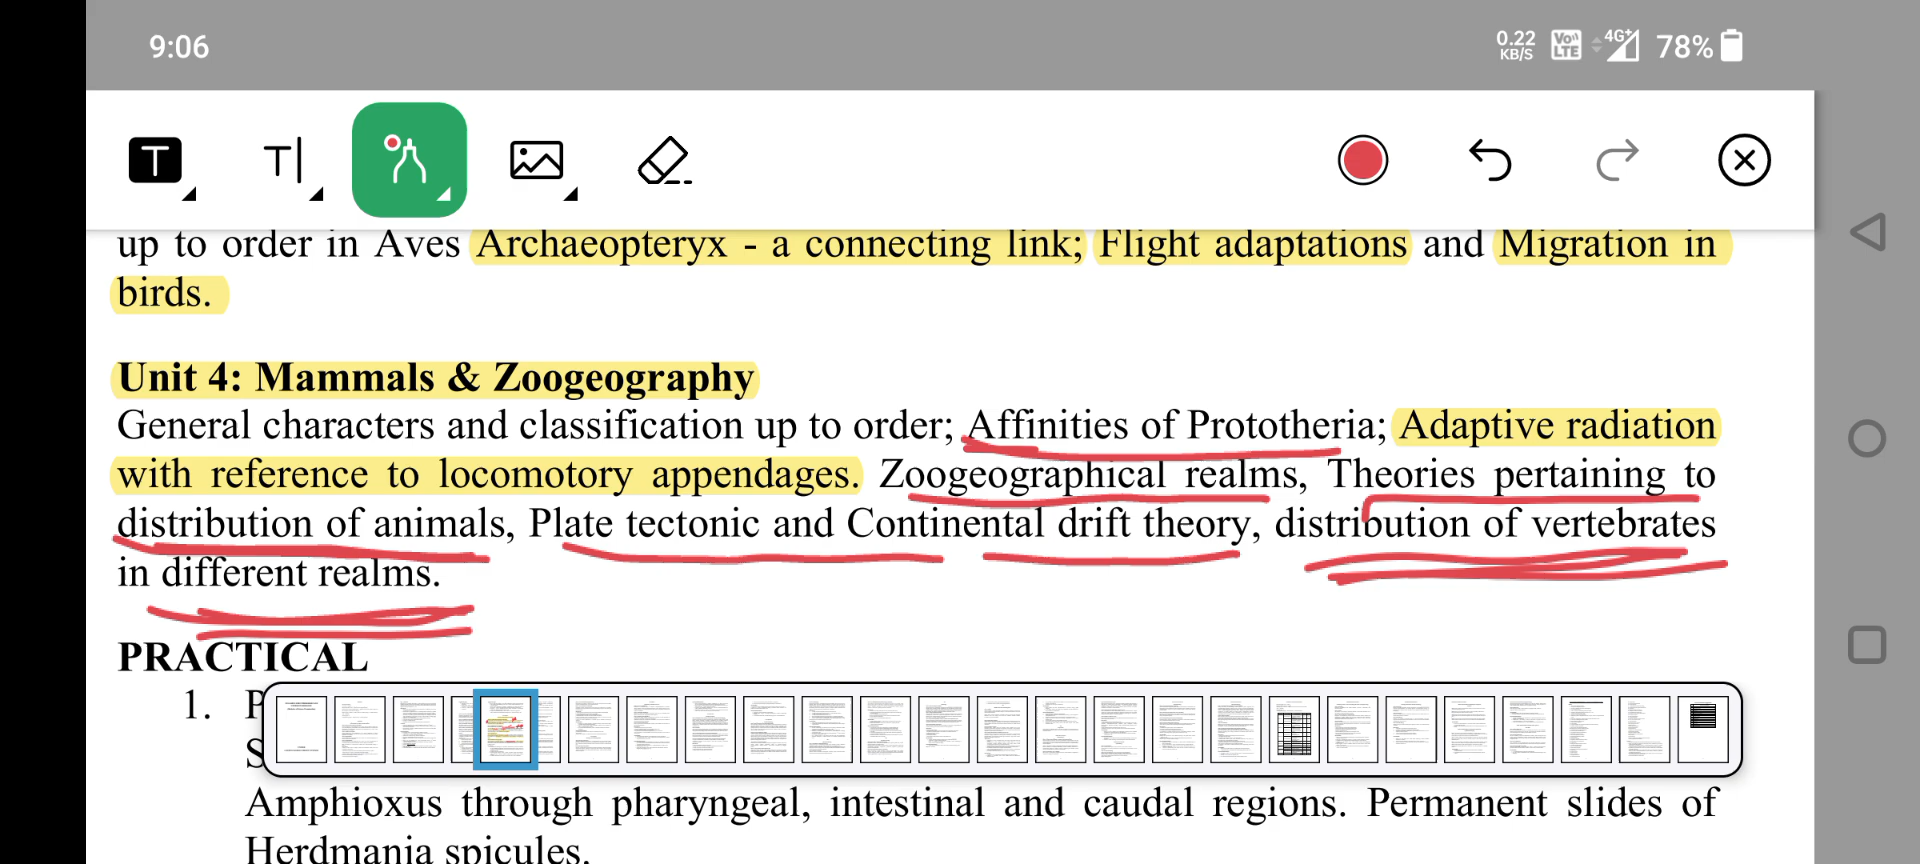 9:06
0.22 KB/S VoLTE 4G+ 78%
T T|
up to order in Aves Archaeopteryx - a connecting link; Flight adaptations and Migration in
birds.
Unit 4: Mammals & Zoogeography
General characters and classification up to order; Affinities of Prototheria; Adaptive radiation
with reference to locomotory appendages. Zoogeographical realms, Theories pertaining to
distribution of animals, Plate tectonic and Continental drift theory, distribution of vertebrates
in different realms.
PRACTICAL
1. P
S
Amphioxus through pharyngeal, intestinal and caudal regions. Permanent slides of
Herdmania spicules.